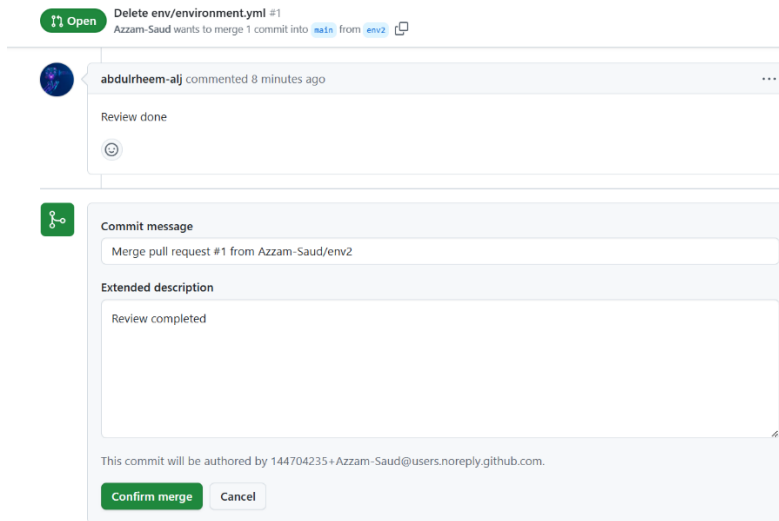 Open
Delete env/environment.yml #1
Azzam-Saud wants to merge 1 commit into main from env2
abdulrheem-alj commented 8 minutes ago
Review done
Commit message
Merge pull request #1 from Azzam-Saud/env2
Extended description
Review completed
This commit will be authored by 144704235+Azzam-Saud@users.noreply.github.com.
Confirm merge
Cancel